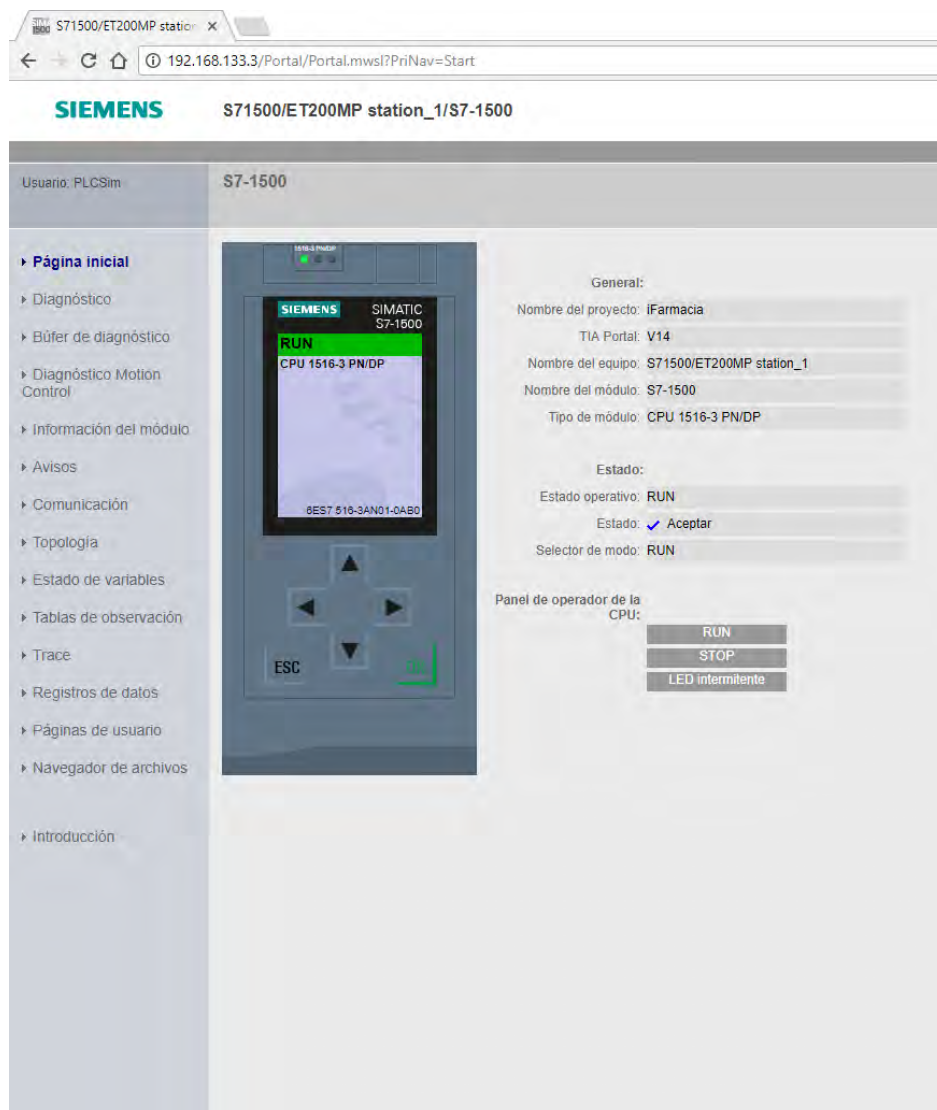 S71500/ET200MP station
192.168.133.3/Portal/Portal.mwsl?PriNav=Start
SIEMENS
S71500/ET200MP station_1/S7-1500
Usuario: PLCSim
S7-1500
Página inicial
Diagnóstico
Búfer de diagnóstico
Diagnóstico Motion
Control
Información del módulo
Avisos
Comunicación
Topología
Estado de variables
Tablas de observación
Trace
Registros de datos
Páginas de usuario
Navegador de archivos
Introducción
1516-3 PN/DP
SIEMENS
SIMATIC
S7-1500
RUN
CPU 1516-3 PN/DP
6ES7 516-3AN01-0AB0
ESC
General:
Nombre del proyecto: iFarmacia
TIA Portal: V14
Nombre del equipo: S71500/ET200MP station_1
Nombre del módulo: S7-1500
Tipo de módulo: CPU 1516-3 PN/DP
Estado:
Estado operativo: RUN
Estado: Aceptar
Selector de modo: RUN
Panel de operador de la
CPU:
RUN
STOP
LED intermitente